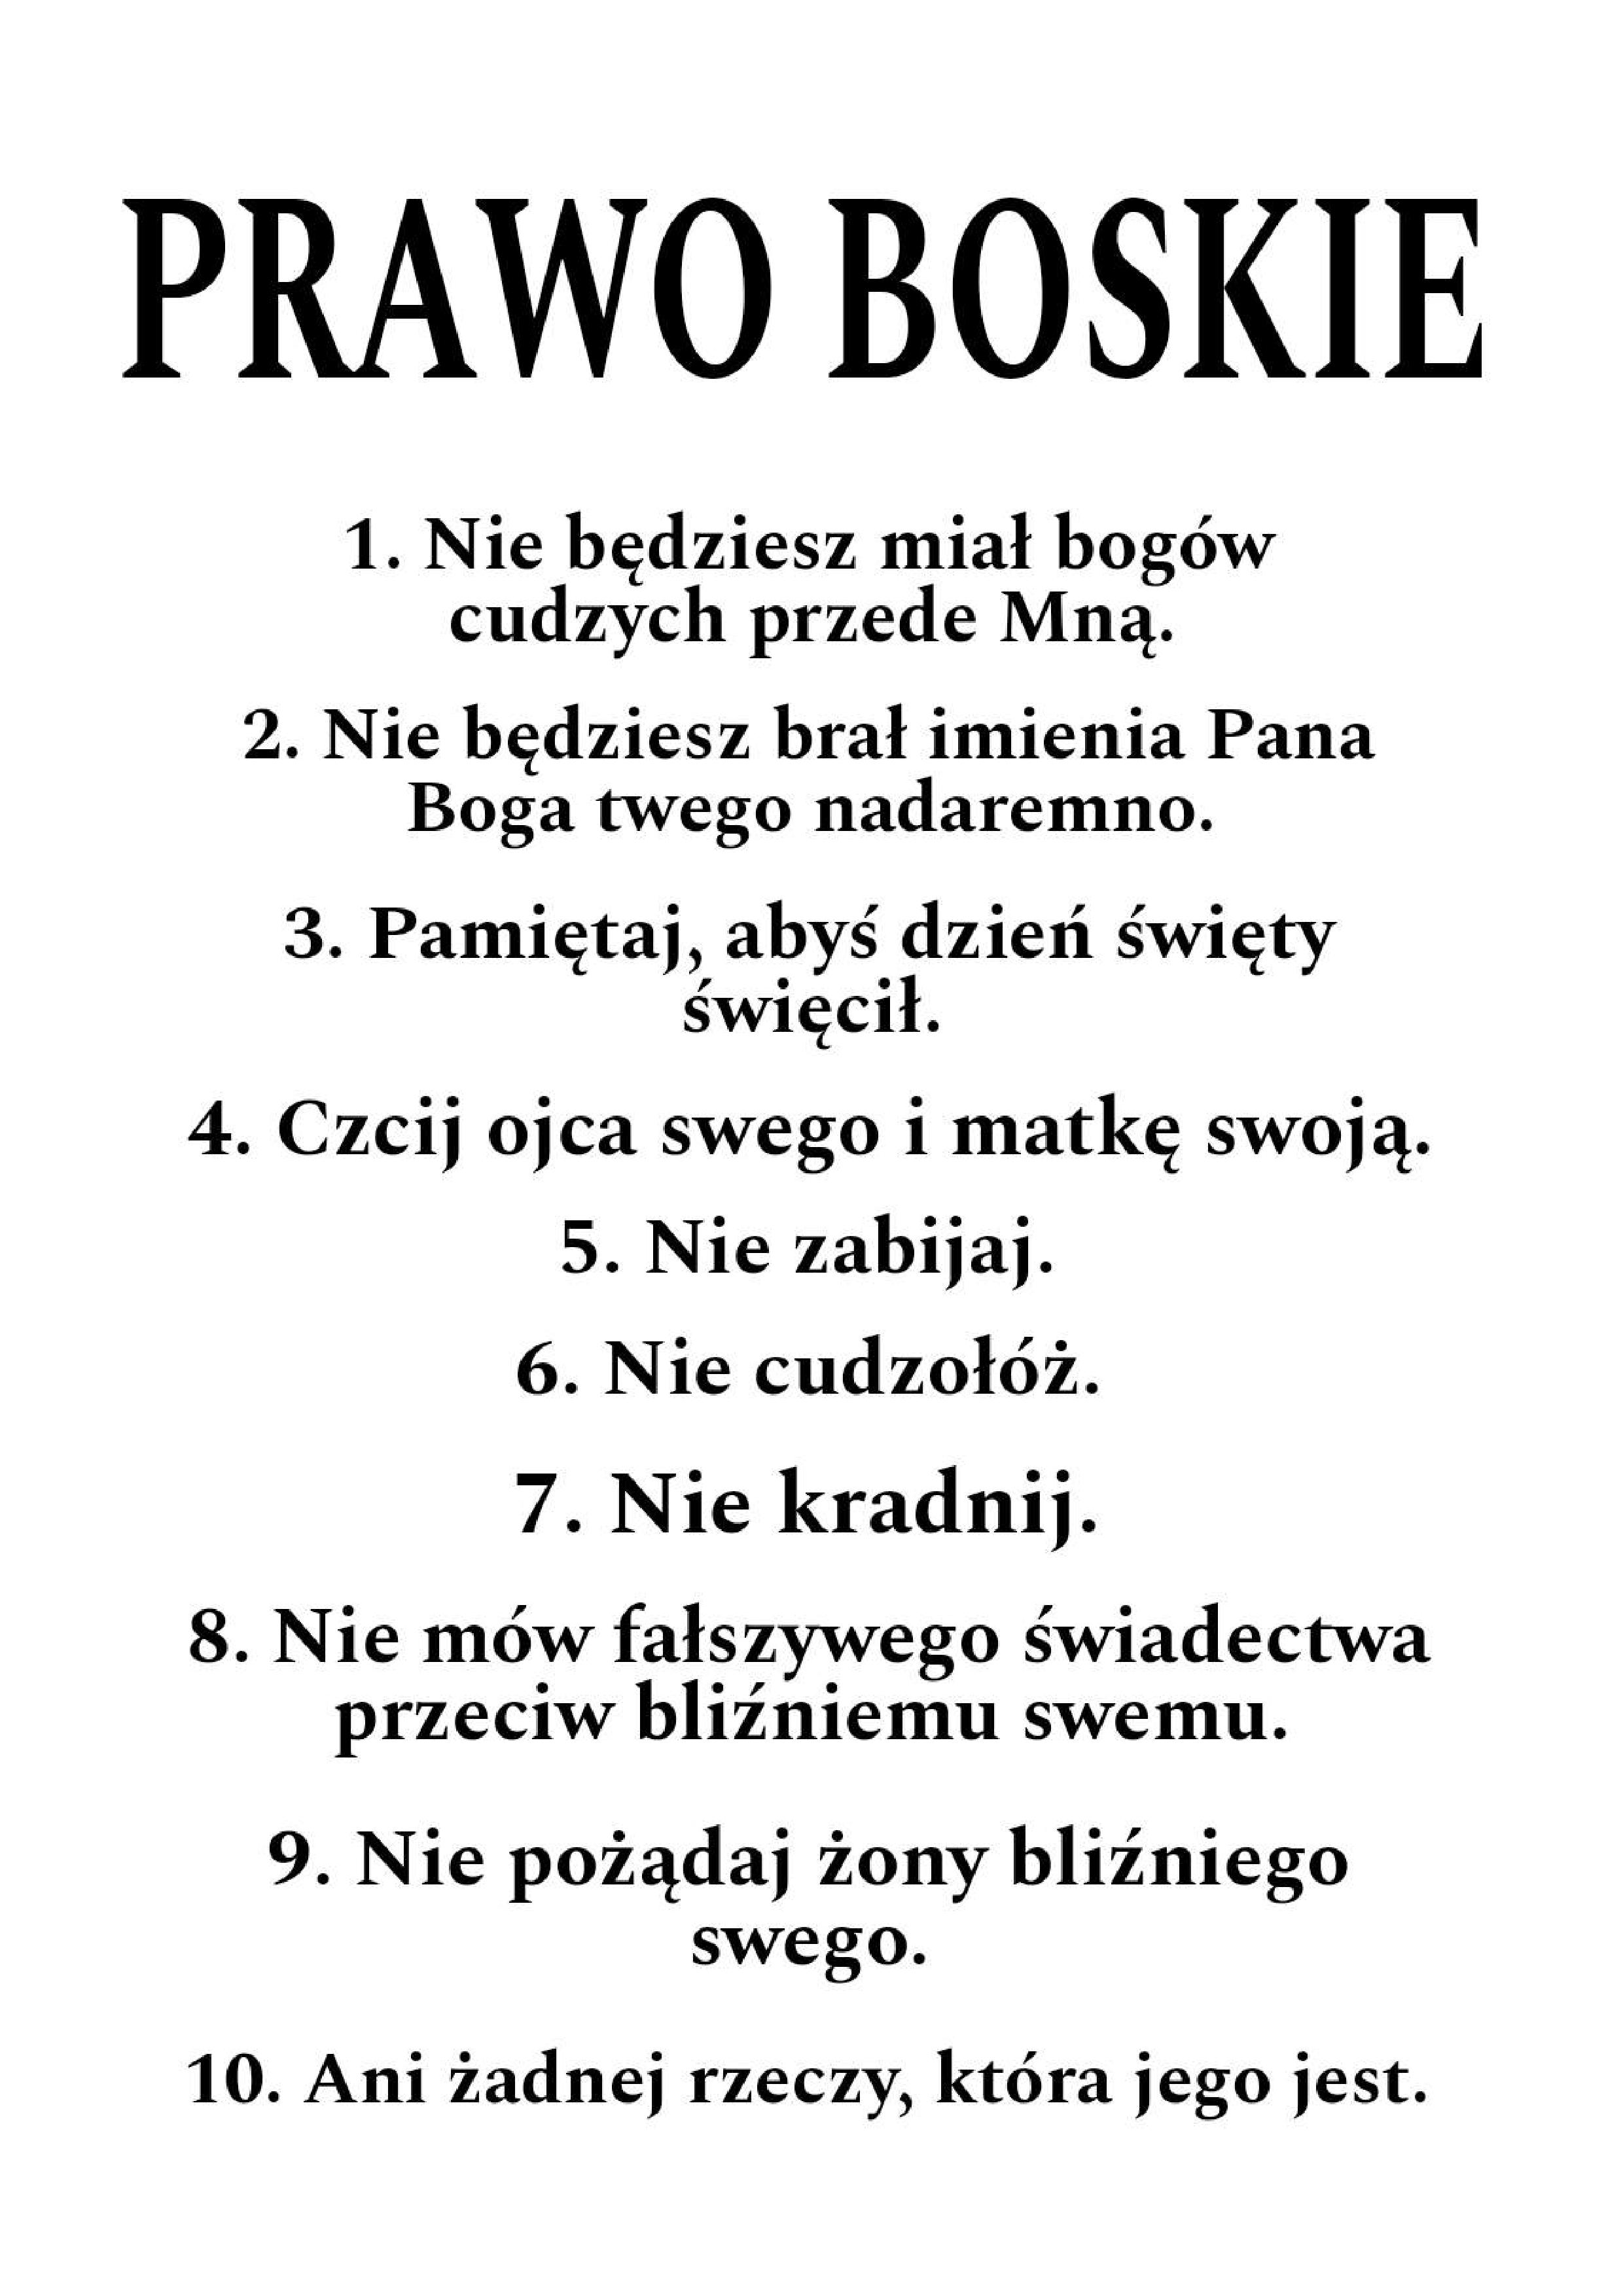 PRAWO BOSKIE
1. Nie będziesz miał bogów
cudzych przede Mną.
2. Nie będziesz brał imienia Pana
Boga twego nadaremno.
3. Pamiętaj, abyś dzień święty
święcił.
4. Czcij ojca swego i matkę swoją.
5. Nie zabijaj.
6. Nie cudzołóż.
7. Nie kradnij.
8. Nie mów fałszywego świadectwa
przeciw bliźniemu swemu.
9. Nie pożądaj żony bliźniego
swego.
10. Ani żadnej rzeczy, która jego jest.